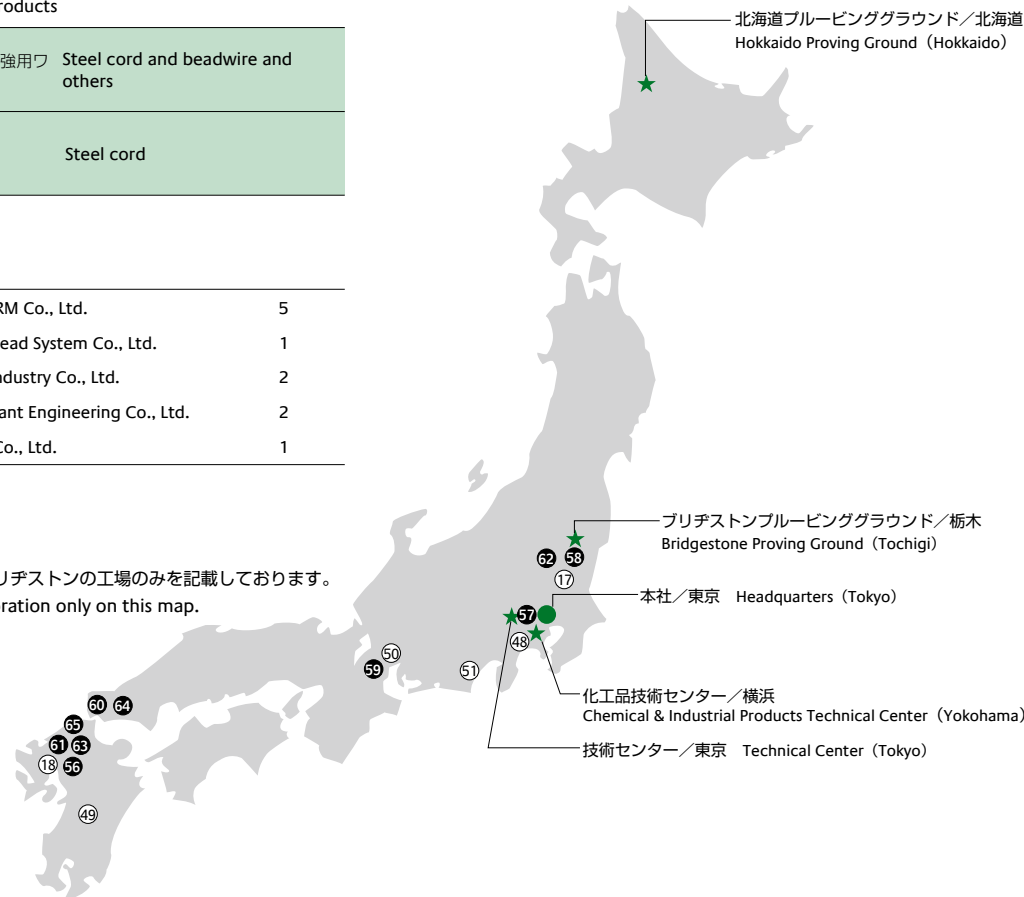 roducts
強用ワ Steel cord and beadwire and
others
Steel cord
RM Co., Ltd. 5
ead System Co., Ltd. 1
ndustry Co., Ltd. 2
ant Engineering Co., Ltd. 2
Co., Ltd. 1
リヂストンの工場のみを記載しております。
oration only on this map.
北海道プルービンググラウンド／北海道
Hokkaido Proving Ground（Hokkaido）
ブリヂストンプルービンググラウンド／栃木
Bridgestone Proving Ground（Tochigi）
62 58
17
本社／東京　Headquarters（Tokyo）
57
48
50
59
51
化工品技術センター／横浜
Chemical & Industrial Products Technical Center（Yokohama）
技術センター／東京　Technical Center（Tokyo）
60 64
65
61 63
18 56
49